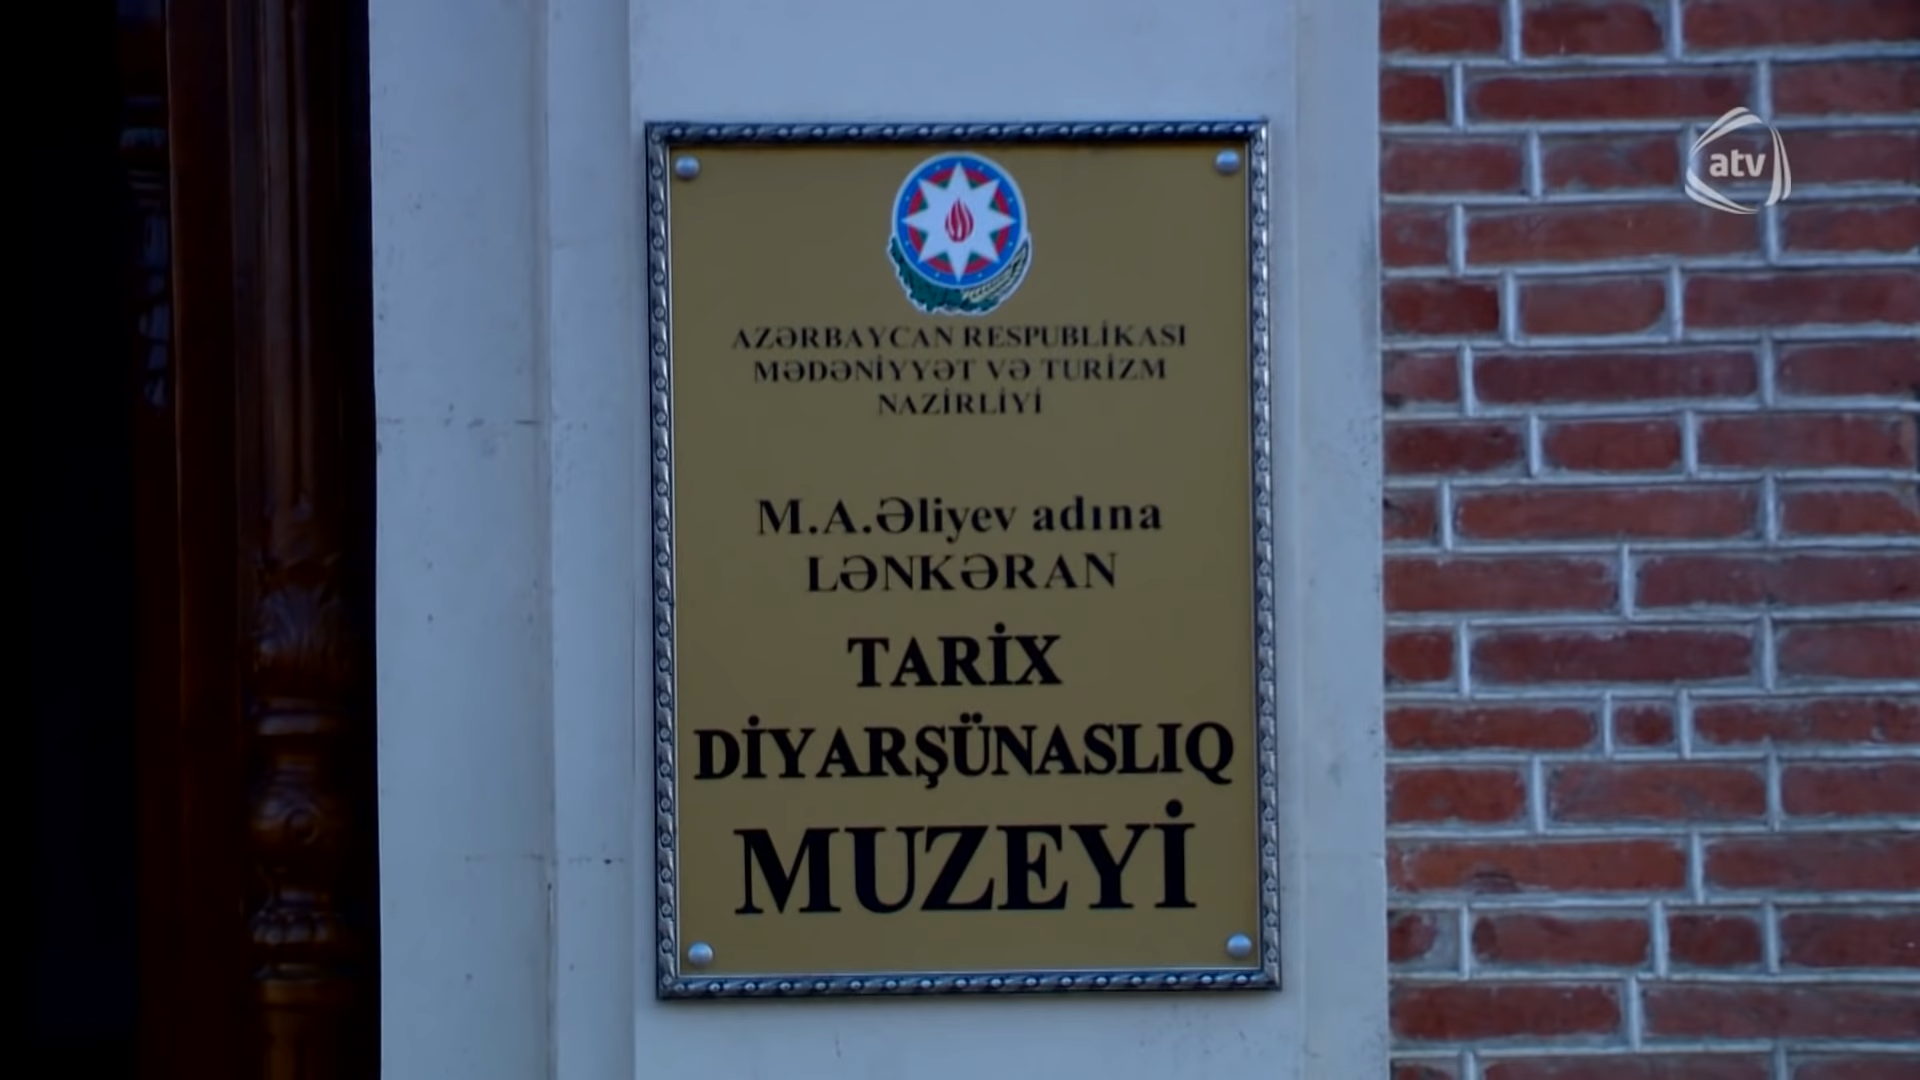 atv
AZƏRBAYCAN RESPUBLİKASI
MƏDƏNİYYƏT VƏ TURİZM
NAZİRLİYİ
M.A.Əliyev adına
LƏNKƏRAN
TARİX
DİYARŞÜNASLIQ
MUZEYİ